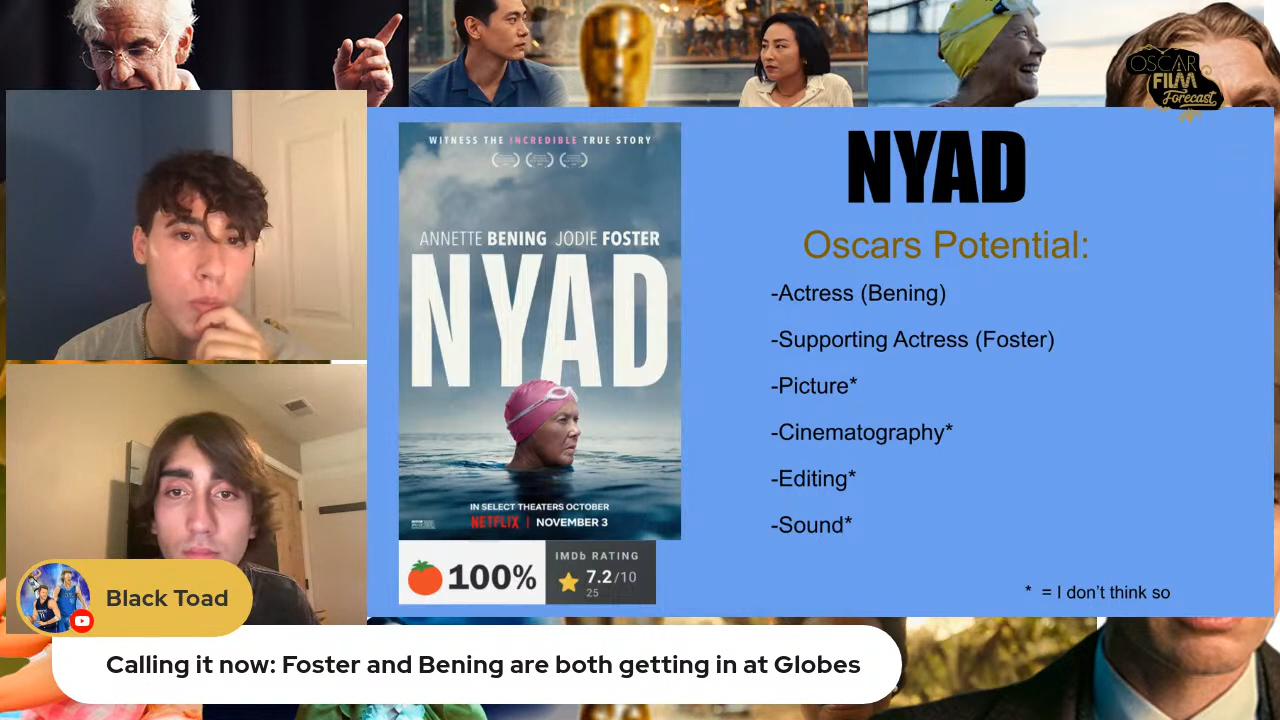 OSCAR
FILM
Forecast
WITNESS THE INCREDIBLE TRUE STORY
ANNETTE BENING JODIE FOSTER
NYAD
IN SELECT THEATERS OCTOBER
NETFLIX | NOVEMBER 3
100%
IMDb RATING
7.2/10
25
NYAD
Oscars Potential:
-Actress (Bening)
-Supporting Actress (Foster)
-Picture*
-Cinematography*
-Editing*
-Sound*
* = I don't think so
Black Toad
Calling it now: Foster and Bening are both getting in at Globes